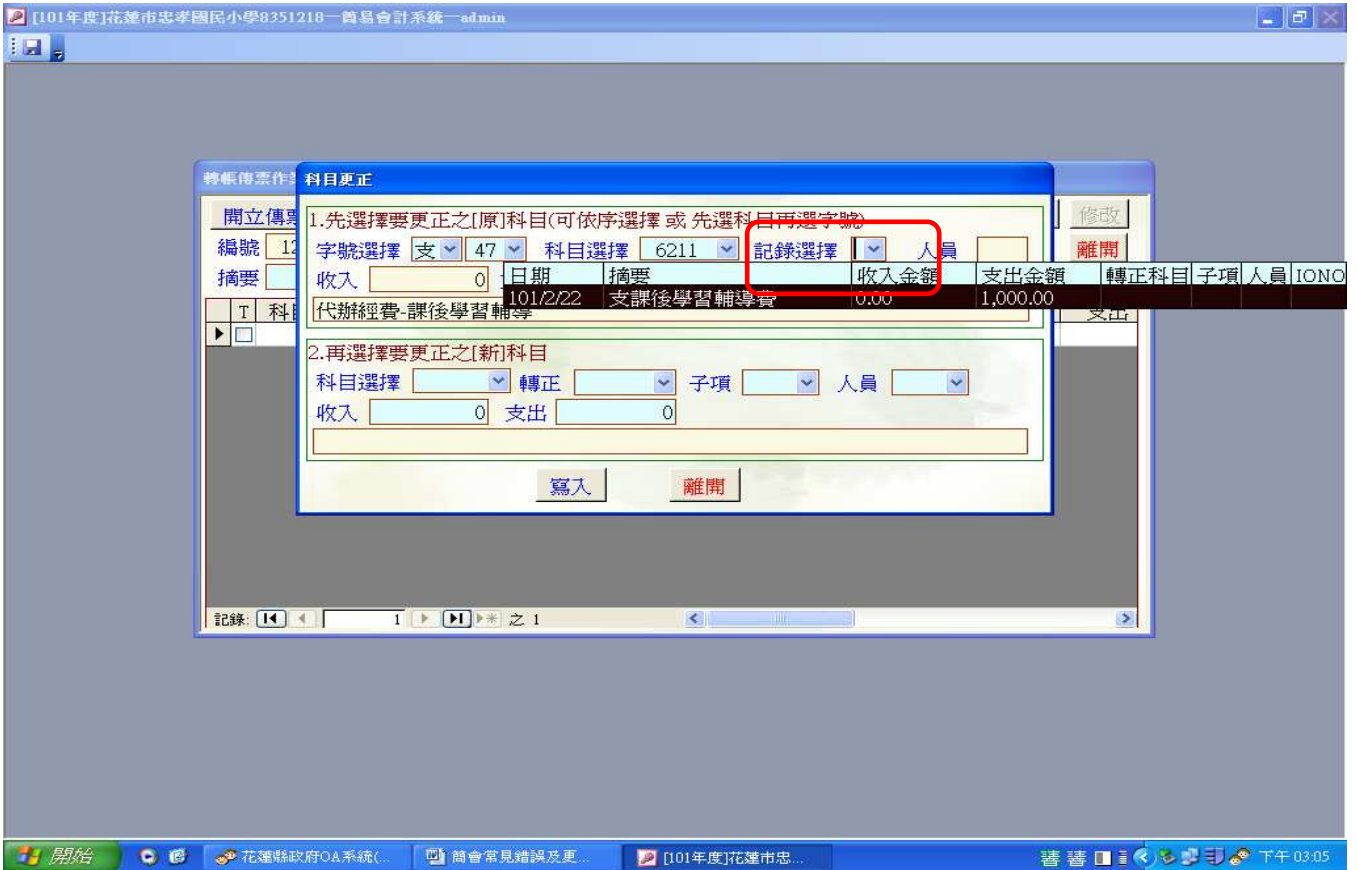 [101年度]花蓮市忠孝國民小學8351218—簡易會計系統—admin
轉帳傳票作業
科目更正
開立傳票
修改
1.先選擇要更正之[原]科目(可依序選擇 或 先選科目再選字號)
編號 12
字號選擇 支 47 科目選擇 6211 記錄選擇 人員
離開
摘要
收入 0
日期 摘要 收入金額 支出金額 轉正科目 子項 人員 IONO
101/2/22 支課後學習輔導費 0.00 1,000.00
T 科目
代辦經費-課後學習輔導
支出
2.再選擇要更正之[新]科目
科目選擇 轉正 子項 人員
收入 0 支出 0
寫入 離開
記錄: 1 之 1
開始 花蓮縣政府OA系統(... 簡會常見錯誤及更... [101年度]花蓮市忠... 下午 03:05